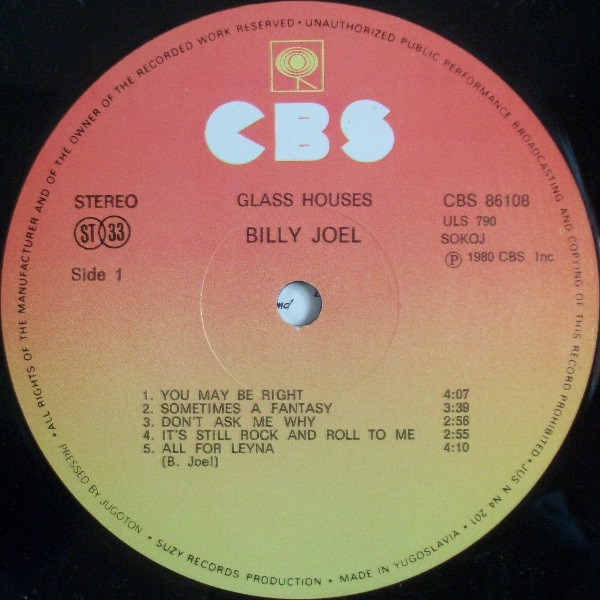 • ALL RIGHTS OF THE MANUFACTURER AND OF THE OWNER OF THE RECORDED WORK RESERVED • UNAUTHORIZED PUBLIC PERFORMANCE BROADCASTING AND COPYING OF THIS RECORD PROHIBITED • JUS N N4 201
CBS
STEREO
GLASS HOUSES
CBS 86108
ST 33
BILLY JOEL
ULS 790
SOKOJ
Side 1
Ⓟ 1980 CBS Inc
1. YOU MAY BE RIGHT 4:07
2. SOMETIMES A FANTASY 3:39
3. DON'T ASK ME WHY 2:56
4. IT'S STILL ROCK AND ROLL TO ME 2:55
5. ALL FOR LEYNA 4:10
(B. Joel)
PRESSED BY JUGOTON • SUZY RECORDS PRODUCTION • MADE IN YUGOSLAVIA •